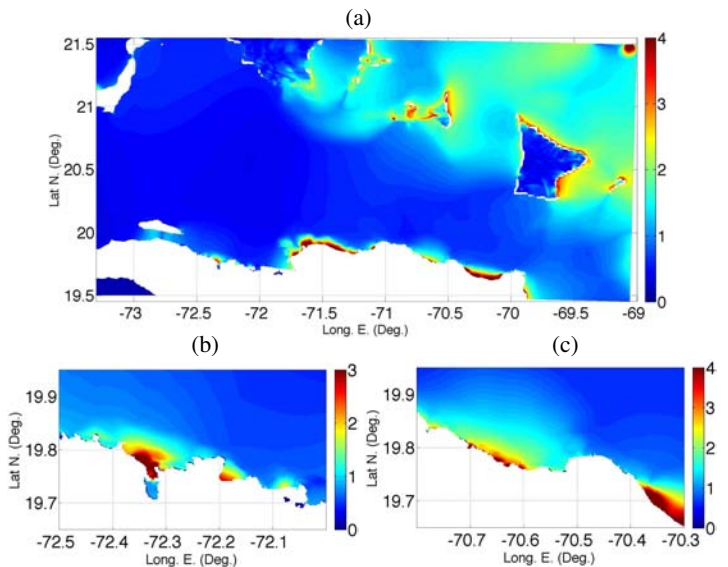 (a)
21.5
21
20.5
20
19.5
Lat N. (Deg.)
-73 -72.5 -72 -71.5 -71 -70.5 -70 -69.5 -69
Long. E. (Deg.)
4
3
2
1
0
(b)
19.9
19.8
19.7
Lat N. (Deg.)
-72.5 -72.4 -72.3 -72.2 -72.1
Long. E. (Deg.)
3
2
1
0
(c)
19.9
19.8
19.7
Lat N. (Deg.)
-70.7 -70.6 -70.5 -70.4 -70.3
Long. E. (Deg.)
4
3
2
1
0